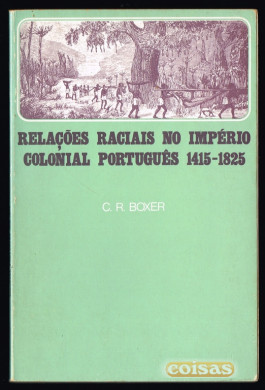 RELAÇÕES RACIAIS NO IMPÉRIO
COLONIAL PORTUGUÊS 1415-1825
C. R. BOXER
coisas